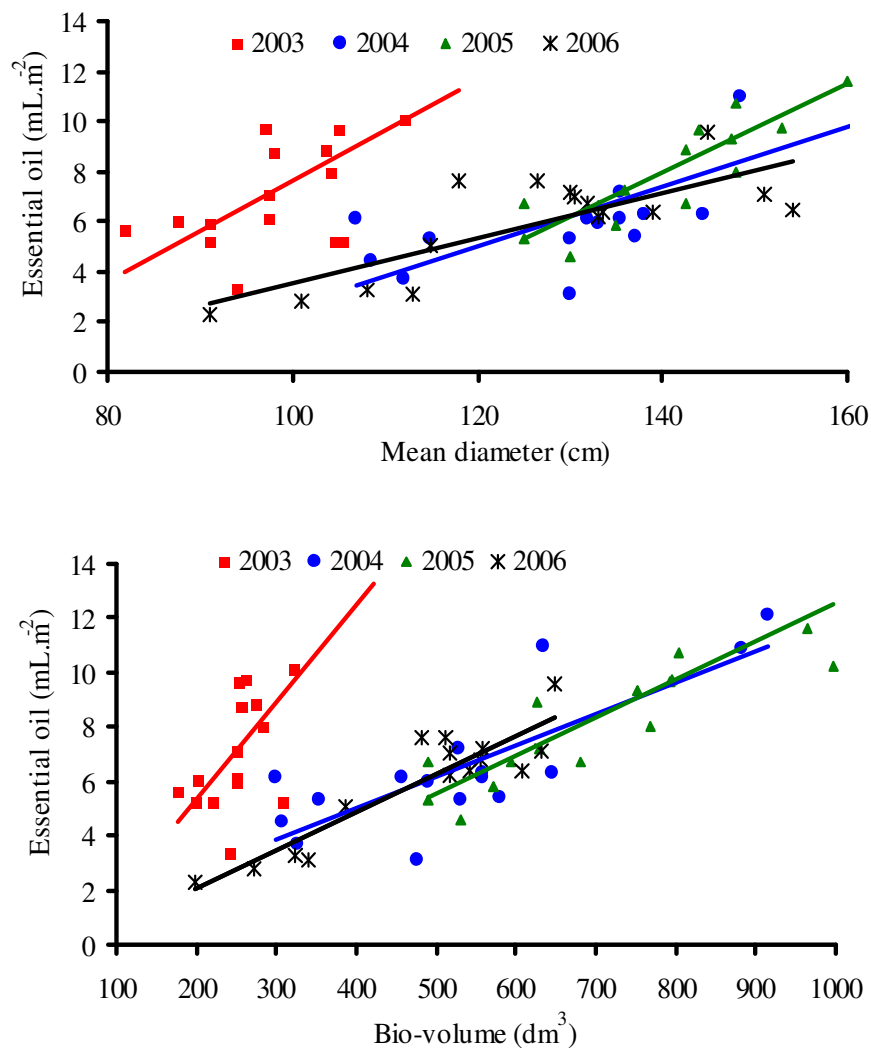 14
2003 2004 2005 2006
12
10
8
6
4
2
0
Essential oil (mL.m⁻²)
80 100 120 140 160
Mean diameter (cm)
14
2003 2004 2005 2006
12
10
8
6
4
2
0
Essential oil (mL.m⁻²)
100 200 300 400 500 600 700 800 900 1000
Bio-volume (dm³)